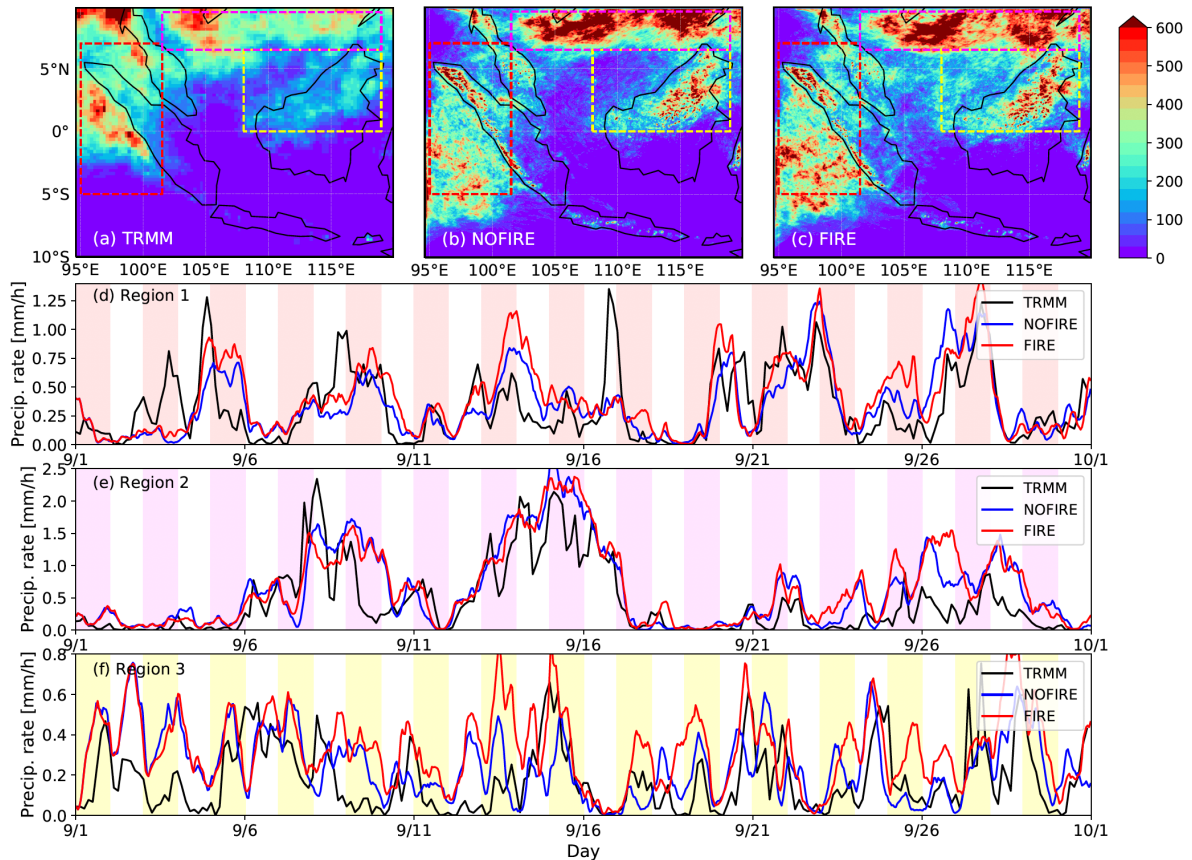 600
500
400
300
200
100
0
5°N
0°
5°S
10°S
(a) TRMM
(b) NOFIRE
(c) FIRE
95°E 100°E 105°E 110°E 115°E
95°E 100°E 105°E 110°E 115°E
95°E 100°E 105°E 110°E 115°E
(d) Region 1
Precip. rate [mm/h]
1.25
1.00
0.75
0.50
0.25
0.00
TRMM
NOFIRE
FIRE
9/1 9/6 9/11 9/16 9/21 9/26 10/1
(e) Region 2
Precip. rate [mm/h]
2.5
2.0
1.5
1.0
0.5
0.0
TRMM
NOFIRE
FIRE
9/1 9/6 9/11 9/16 9/21 9/26 10/1
(f) Region 3
Precip. rate [mm/h]
0.8
0.6
0.4
0.2
0.0
TRMM
NOFIRE
FIRE
9/1 9/6 9/11 9/16 9/21 9/26 10/1
Day